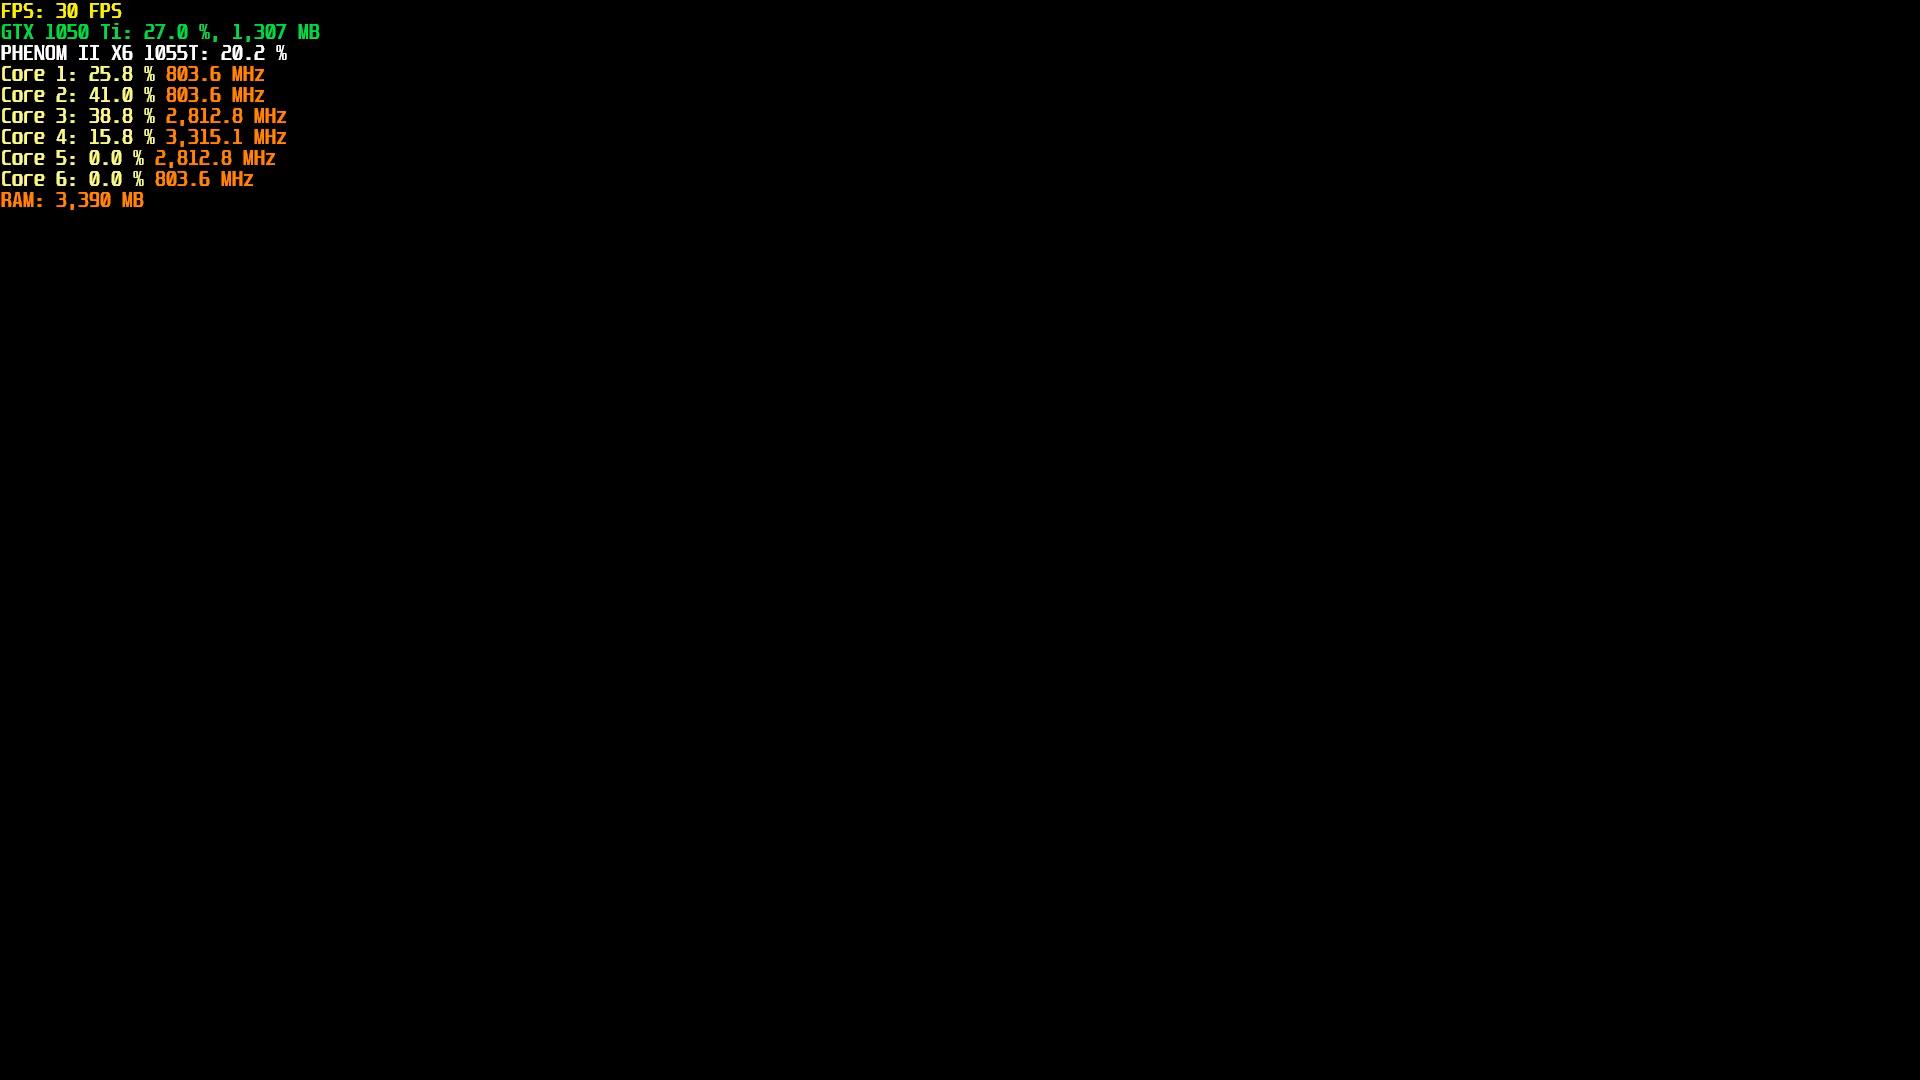 FPS: 30 FPS
GTX 1050 Ti: 27.0 %, 1,307 MB
PHENOM II X6 1055T: 20.2 %
Core 1: 25.8 % 803.6 MHz
Core 2: 41.0 % 803.6 MHz
Core 3: 38.8 % 2,812.8 MHz
Core 4: 15.8 % 3,315.1 MHz
Core 5: 0.0 % 2,812.8 MHz
Core 6: 0.0 % 803.6 MHz
RAM: 3,390 MB